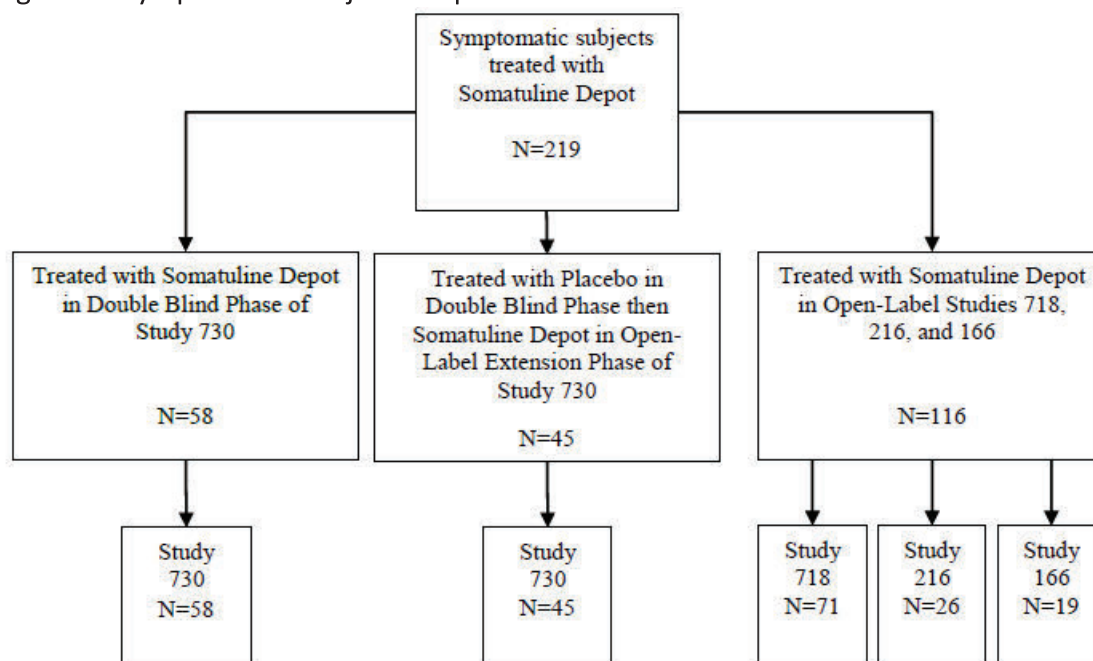 Symptomatic subjects
treated with
Somatuline Depot
N=219
Treated with Somatuline Depot
in Double Blind Phase of
Study 730
N=58
Treated with Placebo in
Double Blind Phase then
Somatuline Depot in Open-
Label Extension Phase of
Study 730
N=45
Treated with Somatuline Depot
in Open-Label Studies 718,
216, and 166
N=116
Study
730
N=58
Study
730
N=45
Study
718
N=71
Study
216
N=26
Study
166
N=19